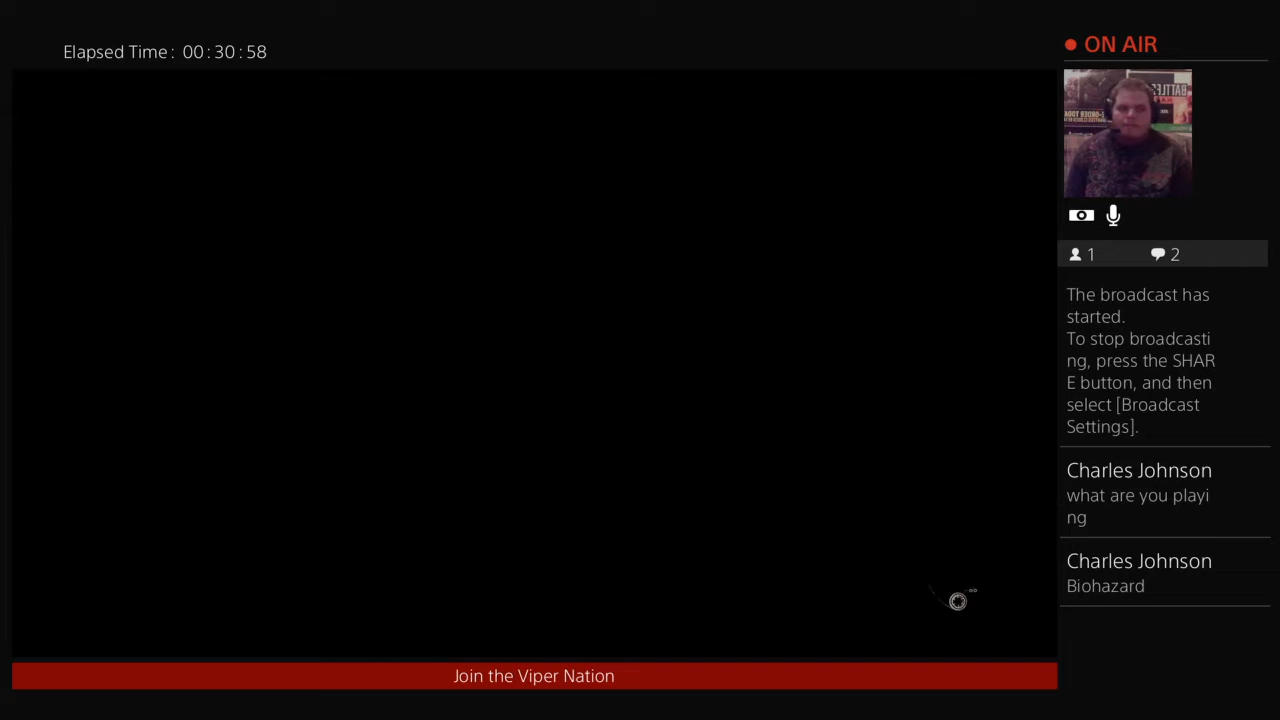 Elapsed Time: 00:30:58
ON AIR
BATTLEF
1
2
The broadcast has
started.
To stop broadcasti
ng, press the SHAR
E button, and then
select [Broadcast
Settings].
Charles Johnson
what are you playi
ng
Charles Johnson
Biohazard
Join the Viper Nation